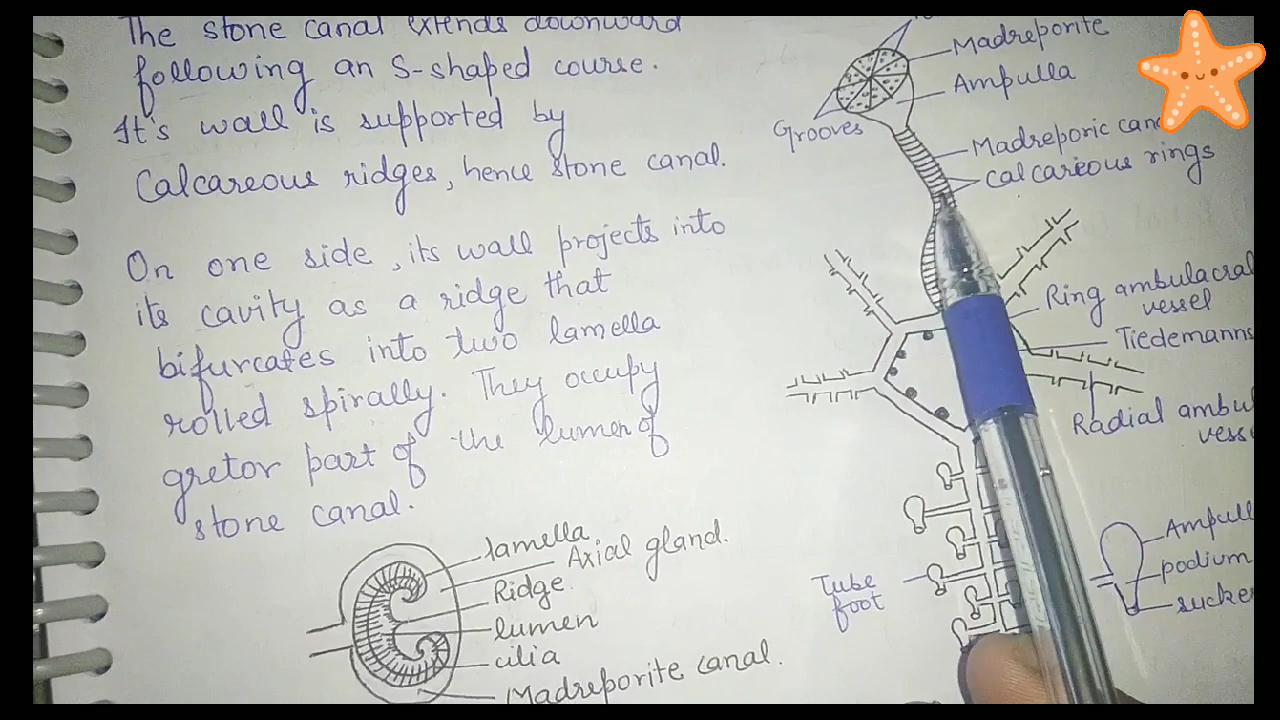 The stone canal extends downward
following an S-shaped course.
It's wall is supported by
Calcareous ridges, hence stone canal.
On one side, its wall projects into
its cavity as a ridge that
bifurcates into two lamella
rolled spirally. They occupy
gretor part of the lumen of
stone canal.
lamella
Axial gland.
Ridge
lumen
cilia
Madreporite canal.
Madreporite
Ampulla
Grooves
Madreporic can
calcareous rings
Ring ambulacral
vessel
Tiedemanns
Radial ambul
vess
Tube
foot
Ampull
podium
sucker